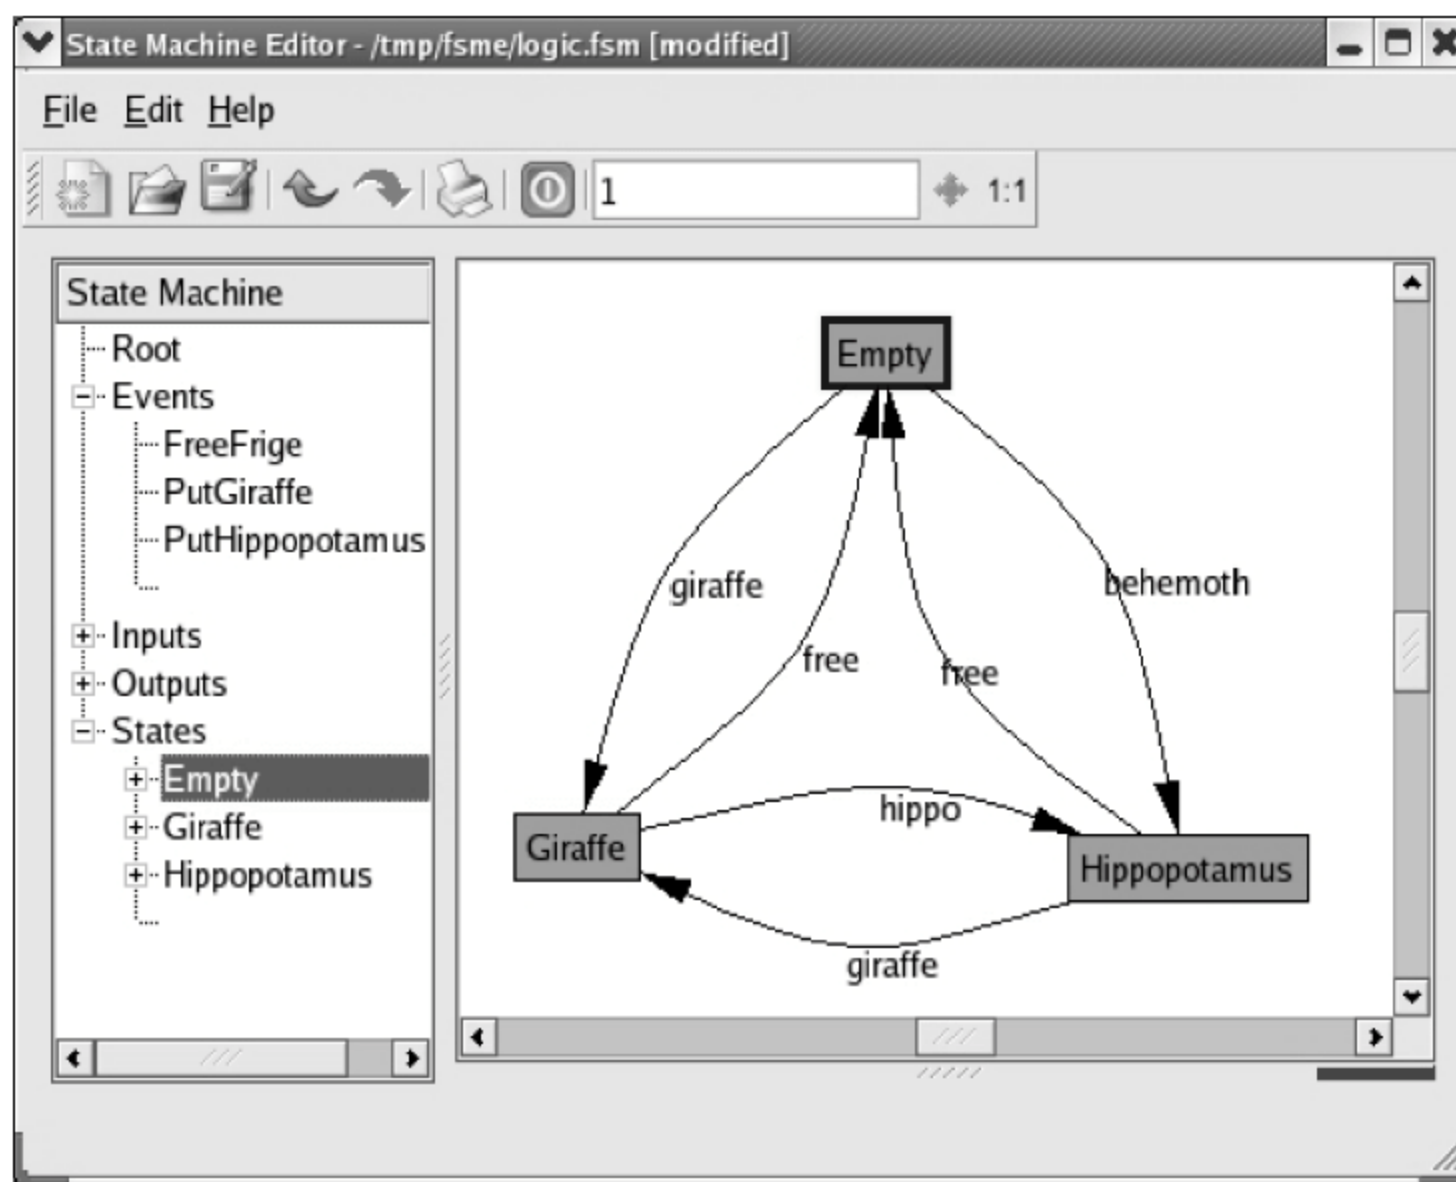 State Machine Editor - /tmp/fsme/logic.fsm [modified]
File Edit Help
1
1:1
State Machine
Root
Events
FreeFrige
PutGiraffe
PutHippopotamus
Inputs
Outputs
States
Empty
Giraffe
Hippopotamus
Empty
giraffe
behemoth
free
free
hippo
Giraffe
Hippopotamus
giraffe